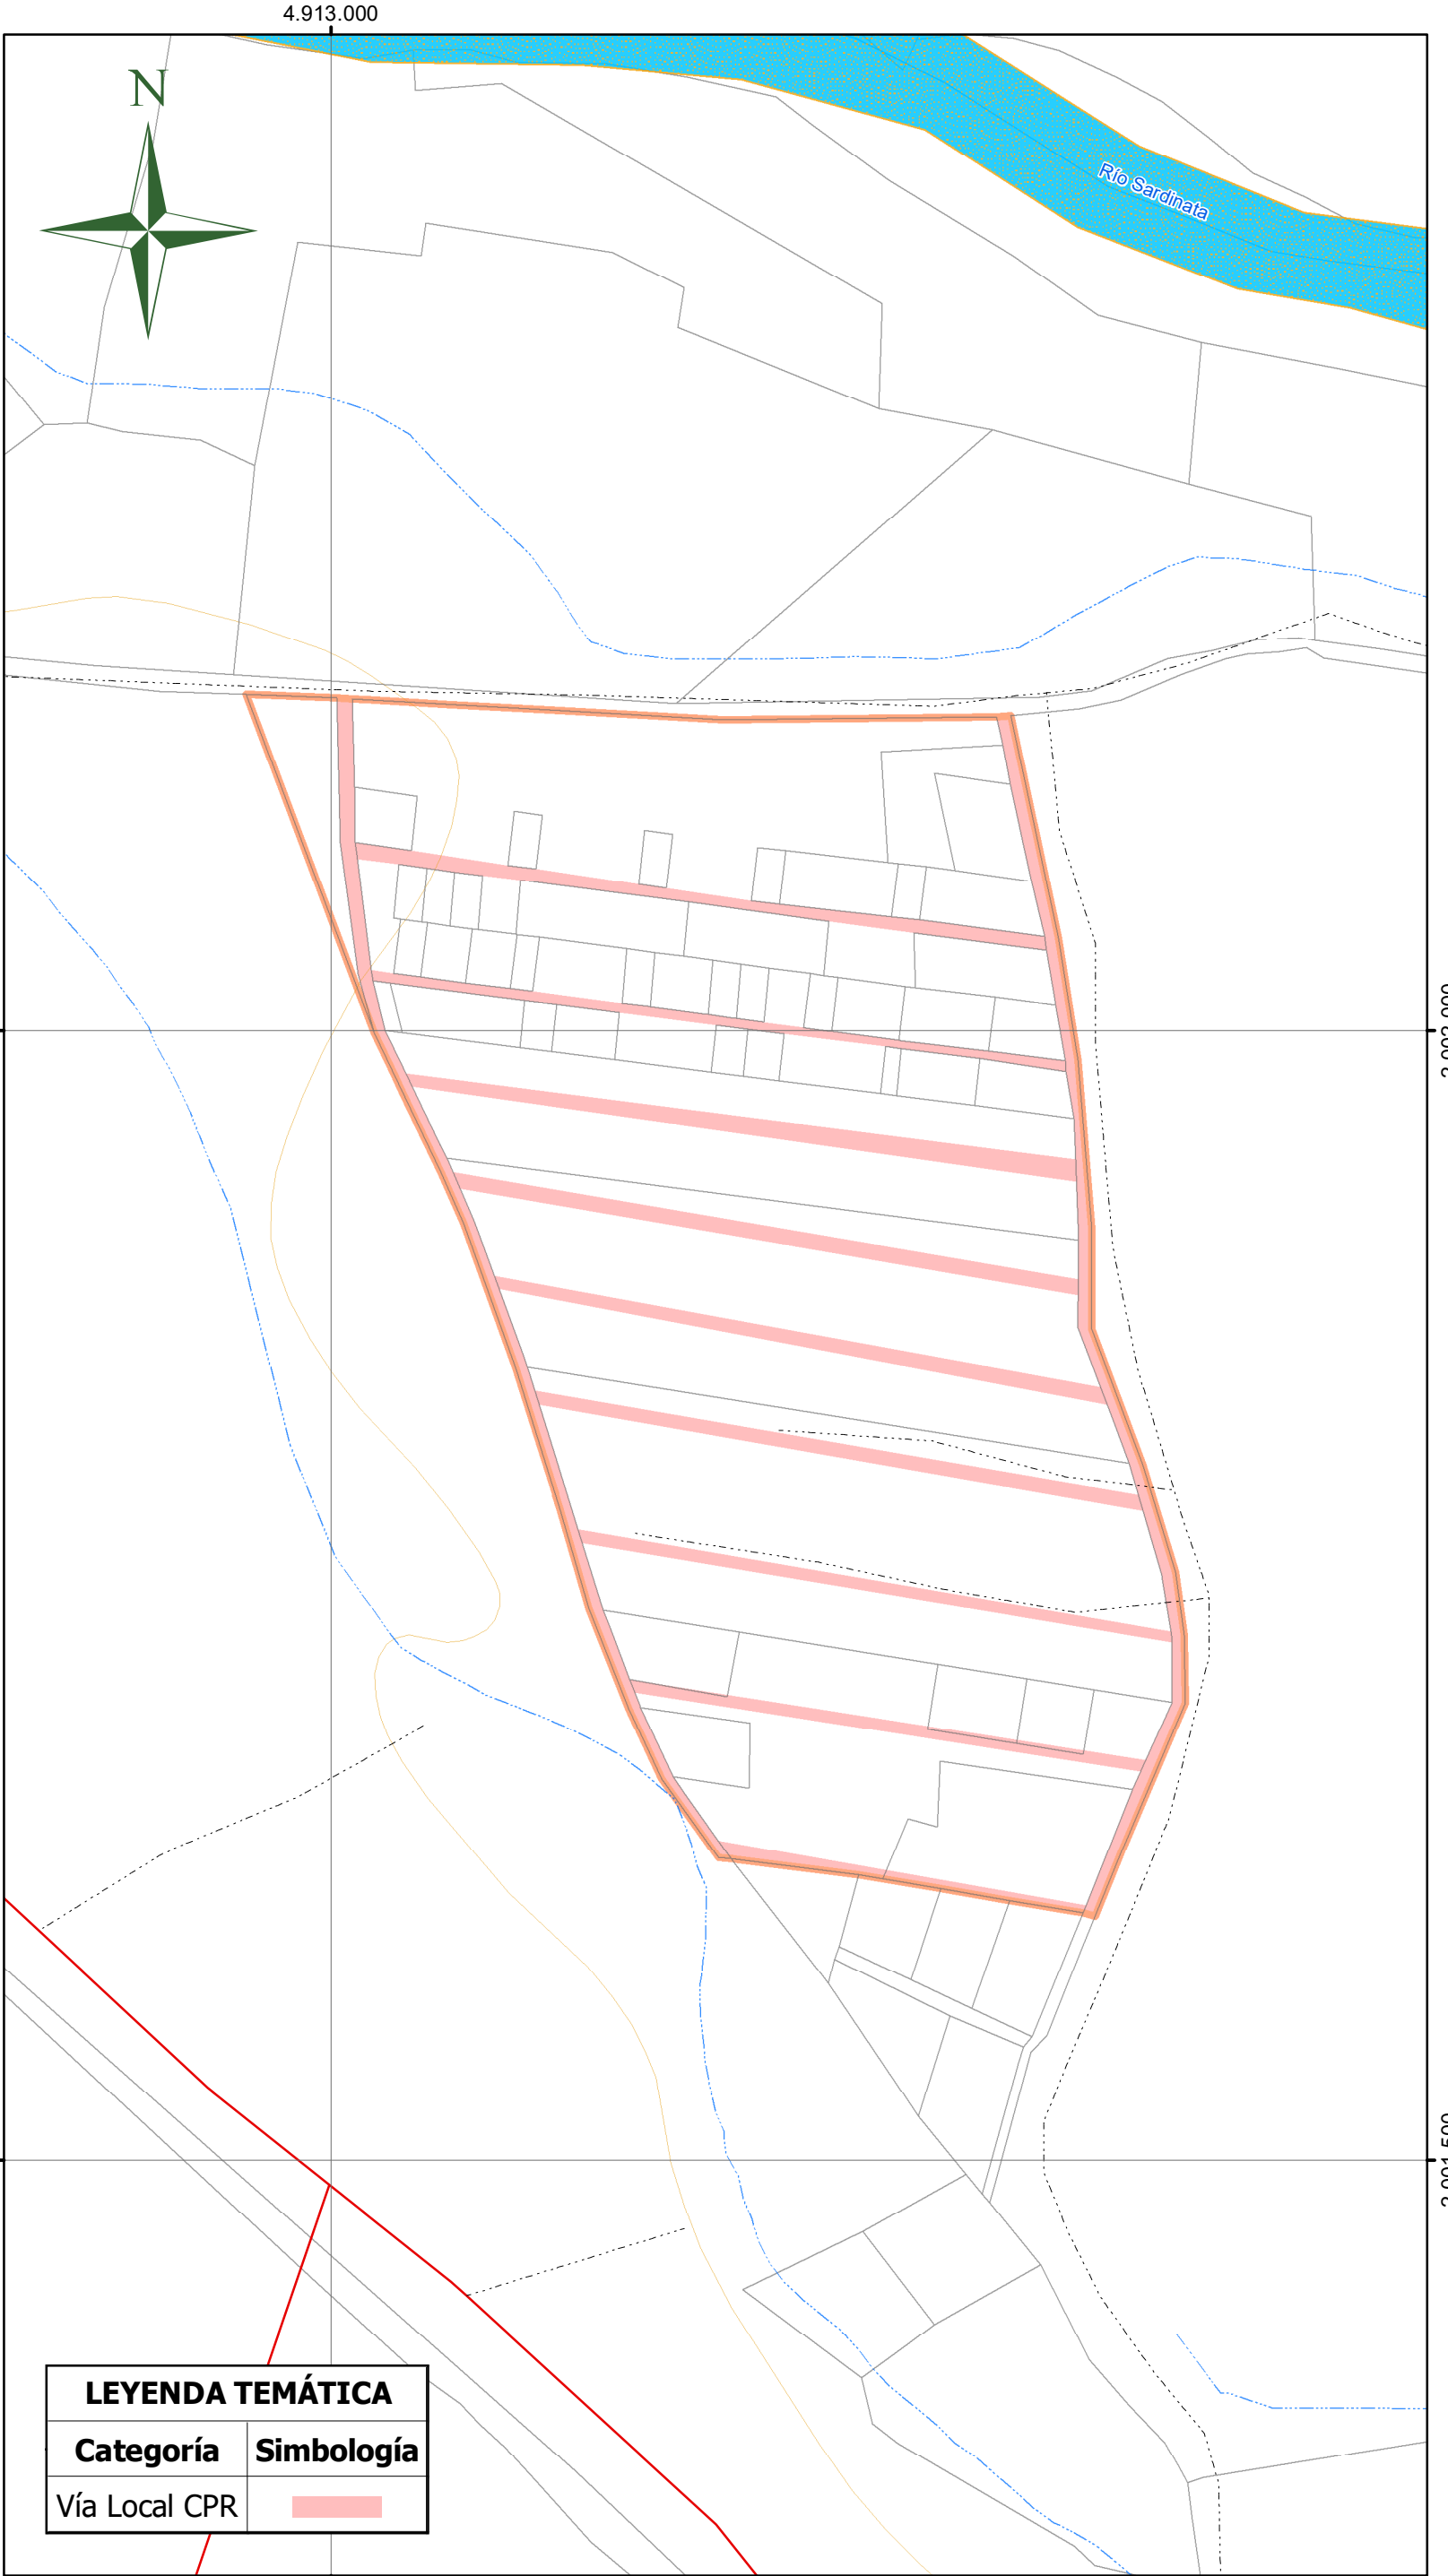 4.913.000
N
Río Sardinata
LEYENDA TEMÁTICA
Categoría Simbología
Vía Local CPR